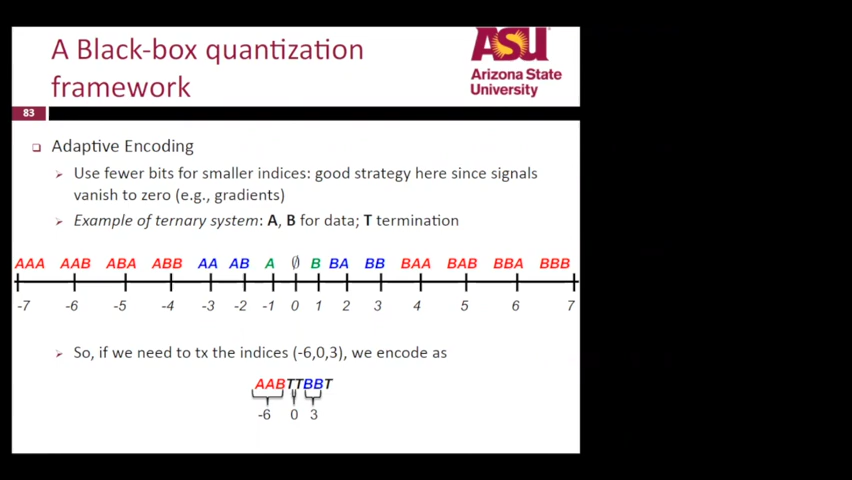 A Black-box quantization
framework
ASU
Arizona State
University
83
Adaptive Encoding
Use fewer bits for smaller indices: good strategy here since signals
vanish to zero (e.g., gradients)
Example of ternary system: A, B for data; T termination
AAA AAB ABA ABB AA AB A ∅ B BA BB BAA BAB BBA BBB
-7 -6 -5 -4 -3 -2 -1 0 1 2 3 4 5 6 7
So, if we need to tx the indices (-6,0,3), we encode as
AABTTBBT
-6 0 3